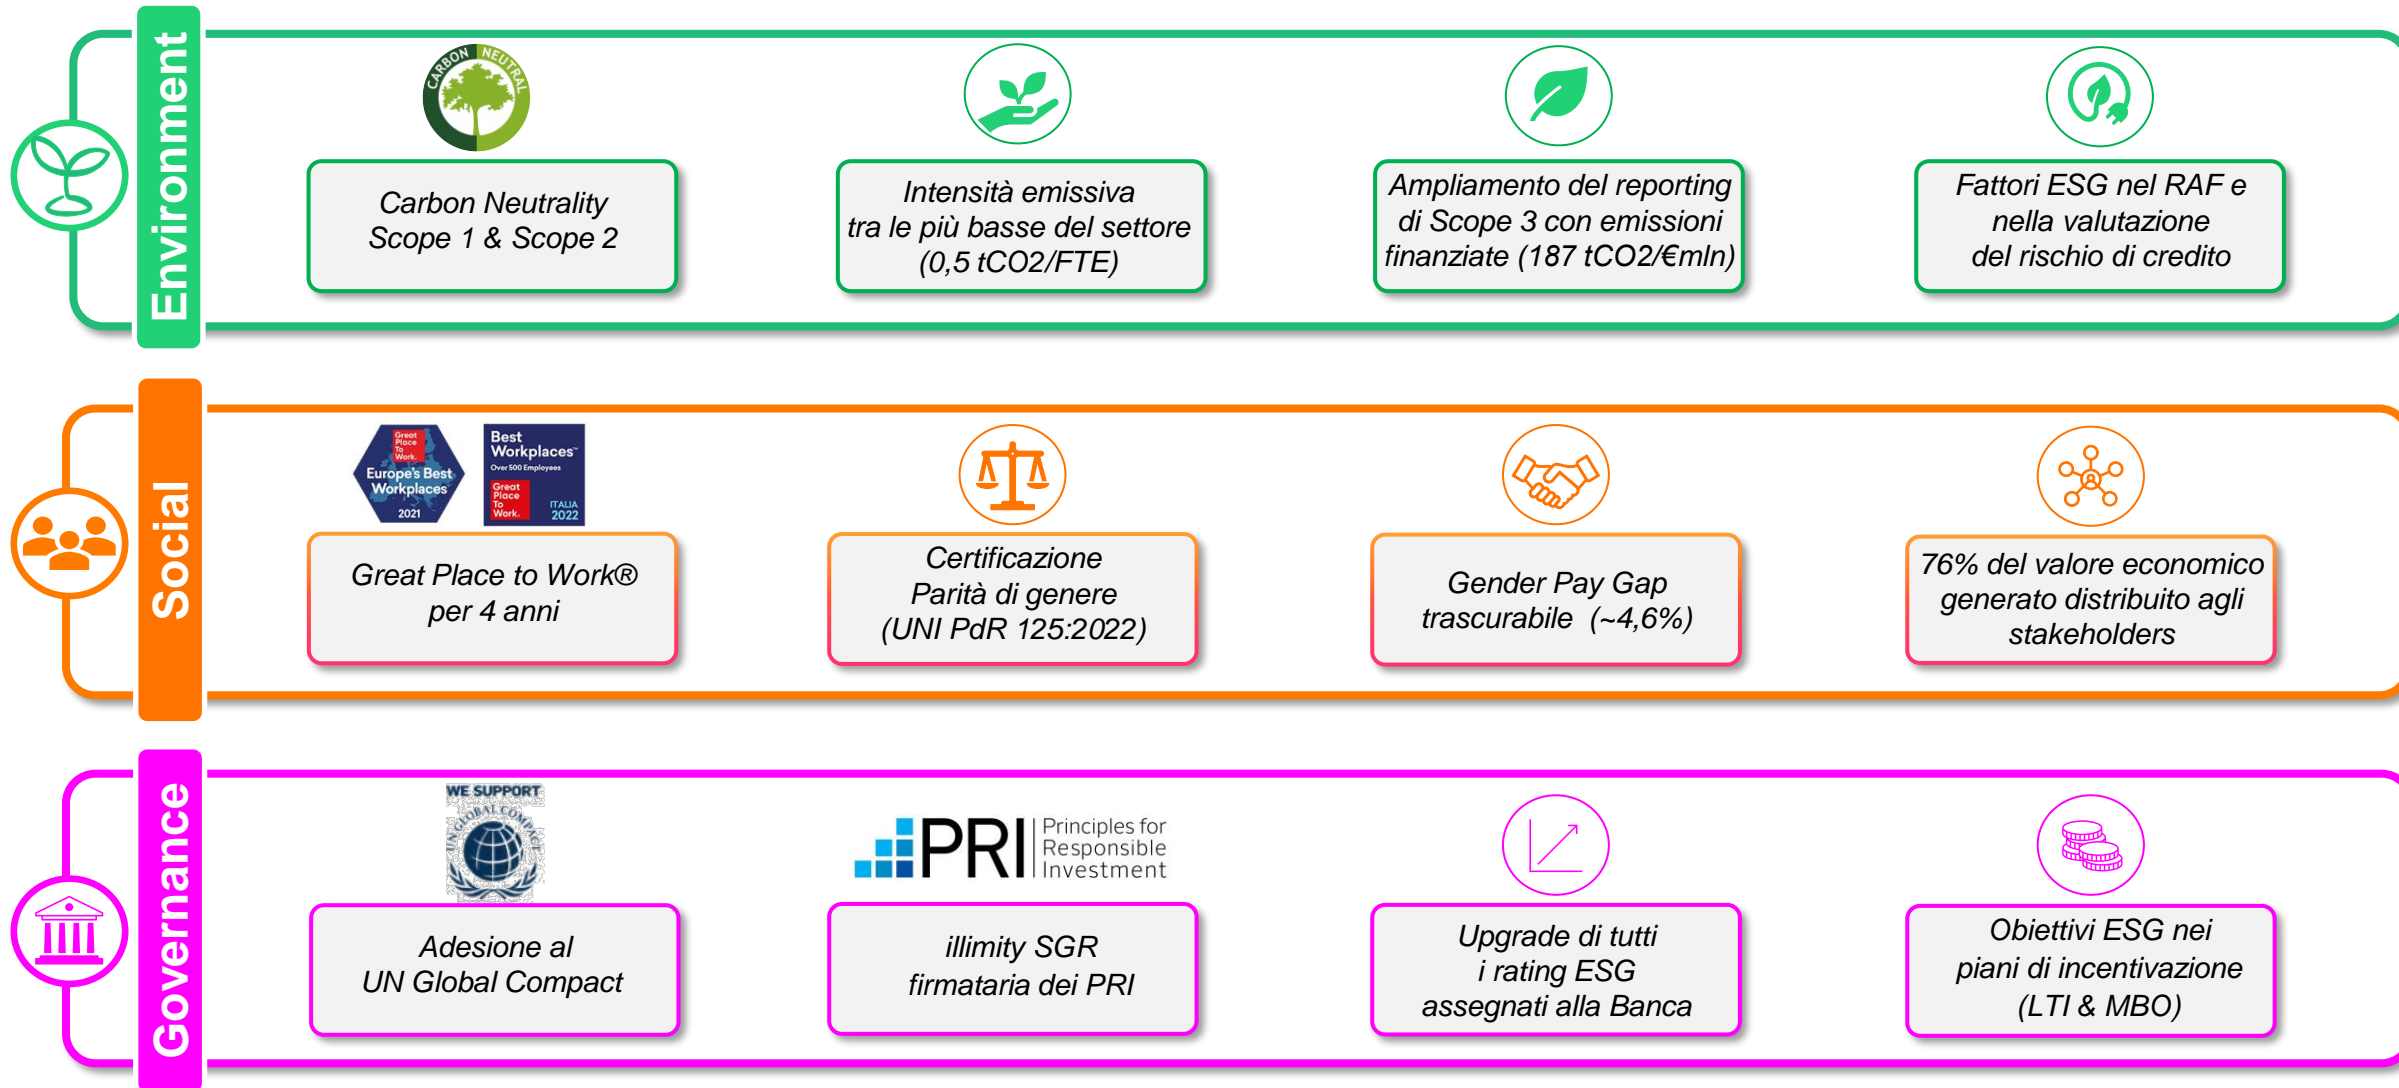 Environment
CARBON NEUTRAL
Carbon Neutrality
Scope 1 & Scope 2
Intensità emissiva
tra le più basse del settore
(0,5 tCO2/FTE)
Ampliamento del reporting
di Scope 3 con emissioni
finanziate (187 tCO2/€mln)
Fattori ESG nel RAF e
nella valutazione
del rischio di credito
Social
Great
Place
To
Work.
Europe's Best
Workplaces
2021
Best
Workplaces™
Over 500 Employees
Great
Place
To
Work.
ITALIA
2022
Great Place to Work®
per 4 anni
Certificazione
Parità di genere
(UNI PdR 125:2022)
Gender Pay Gap
trascurabile (~4,6%)
76% del valore economico
generato distribuito agli
stakeholders
Governance
WE SUPPORT
UN GLOBAL COMPACT
Adesione al
UN Global Compact
PRI
Principles for
Responsible
Investment
illimity SGR
firmataria dei PRI
Upgrade di tutti
i rating ESG
assegnati alla Banca
Obiettivi ESG nei
piani di incentivazione
(LTI & MBO)